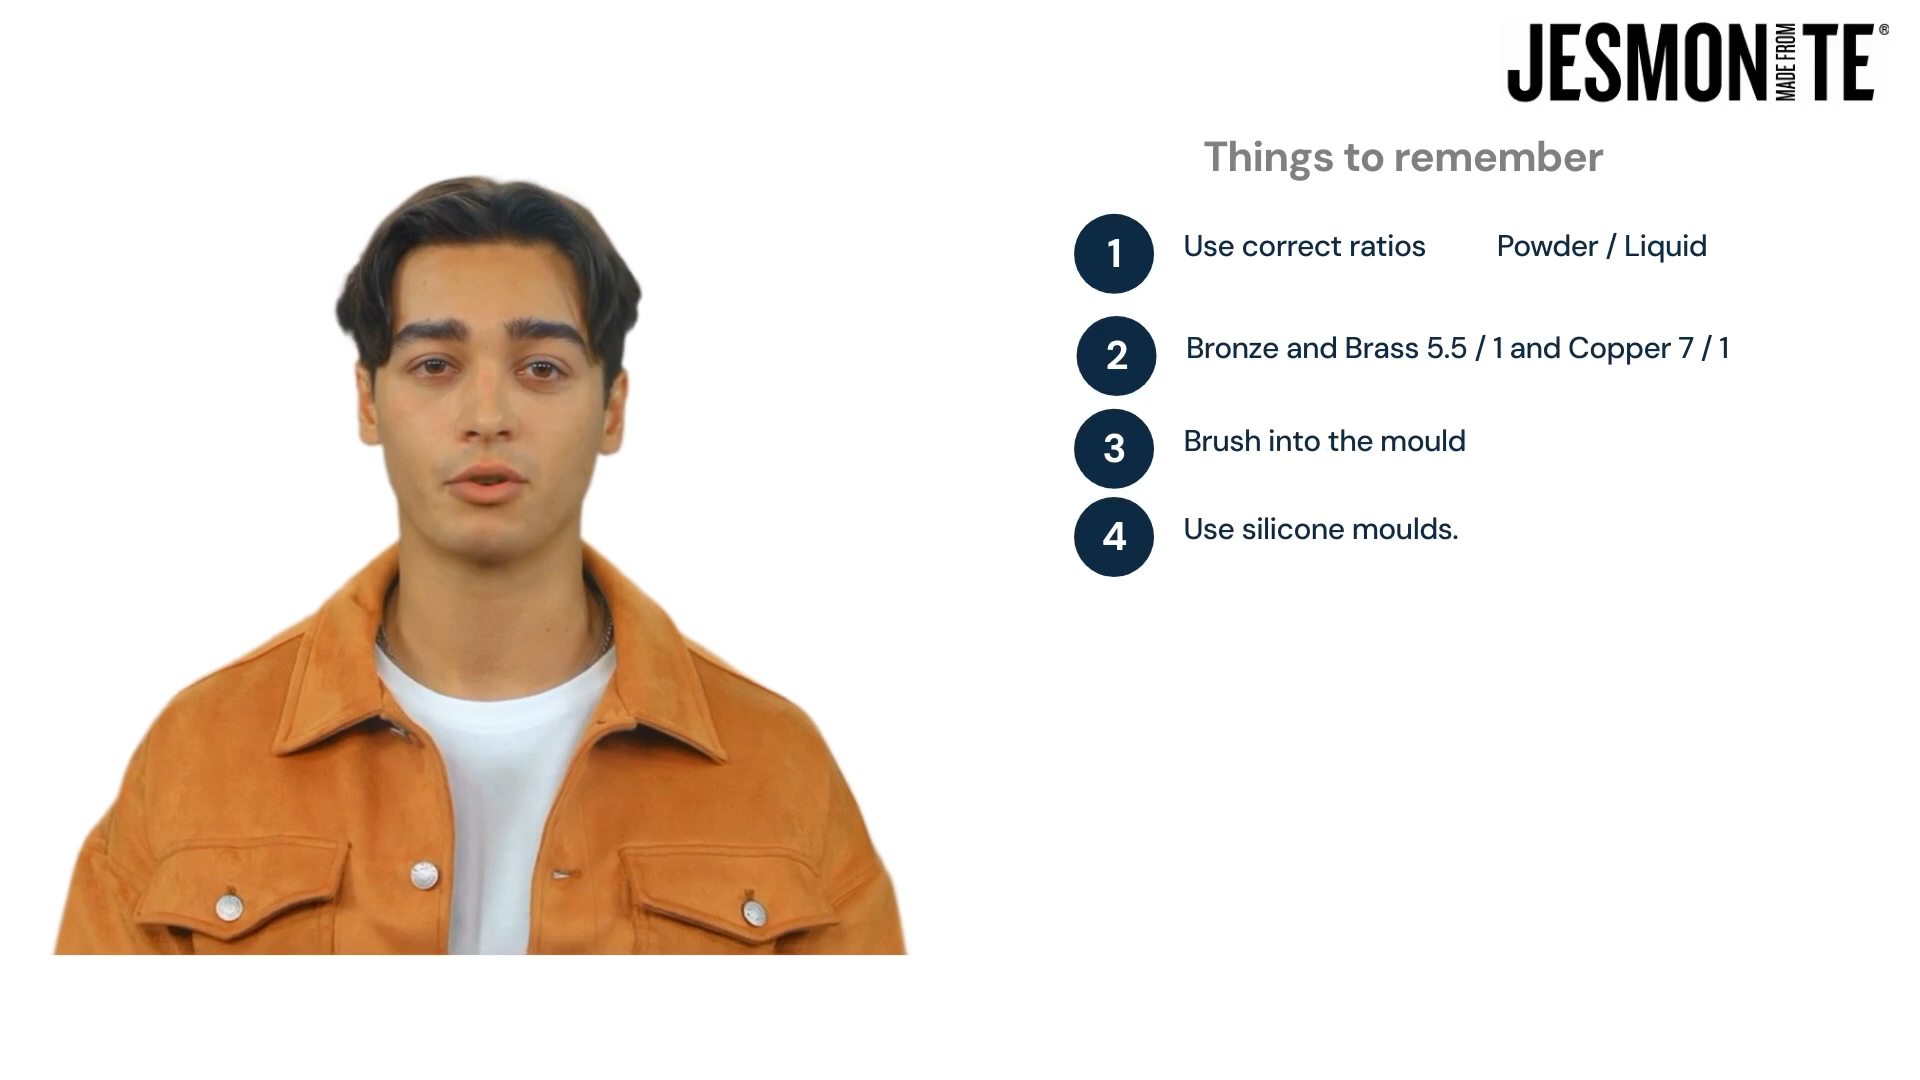 JESMONITE®
MADE FROM
Things to remember
1 Use correct ratios Powder / Liquid
2 Bronze and Brass 5.5 / 1 and Copper 7 / 1
3 Brush into the mould
4 Use silicone moulds.